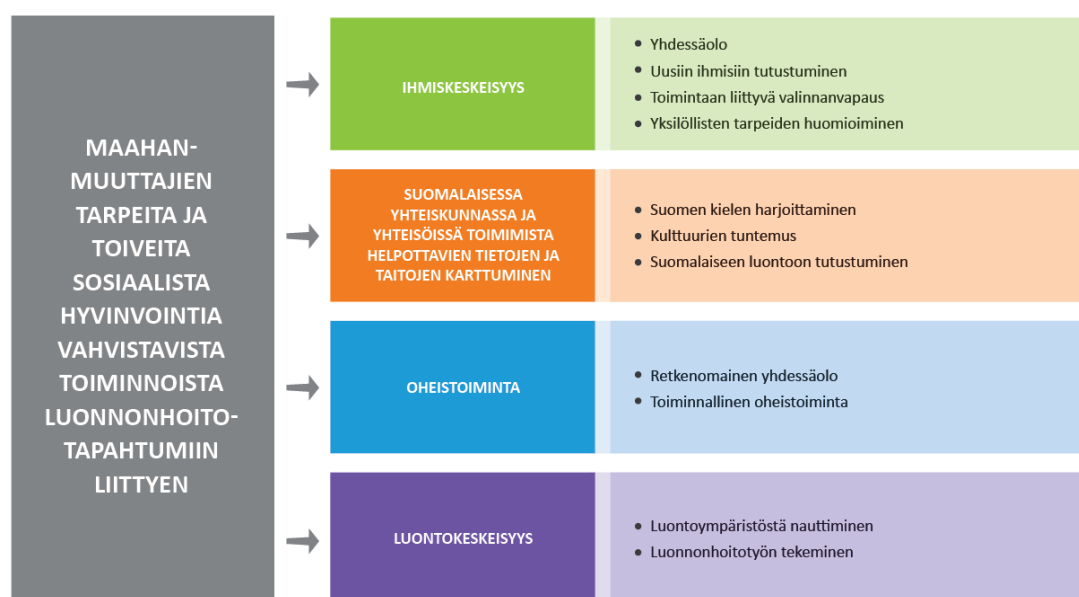 MAAHAN-
MUUTTAJIEN
TARPEITA JA
TOIVEITA
SOSIAALISTA
HYVINVOINTIA
VAHVISTAVISTA
TOIMINNOISTA
LUONNONHOITO-
TAPAHTUMIIN
LIITTYEN
IHMISKESKEISYYS
• Yhdessäolo
• Uusiin ihmisiin tutustuminen
• Toimintaan liittyvä valinnanvapaus
• Yksilöllisten tarpeiden huomioiminen
SUOMALAISESSA
YHTEISKUNNASSA JA
YHTEISÖISSÄ TOIMIMISTA
HELPOTTAVIEN TIETOJEN JA
TAITOJEN KARTTUMINEN
• Suomen kielen harjoittaminen
• Kulttuurien tuntemus
• Suomalaiseen luontoon tutustuminen
OHEISTOIMINTA
• Retkenomainen yhdessäolo
• Toiminnallinen oheistoiminta
LUONTOKESKEISYYS
• Luontoympäristöstä nauttiminen
• Luonnonhoitotyön tekeminen